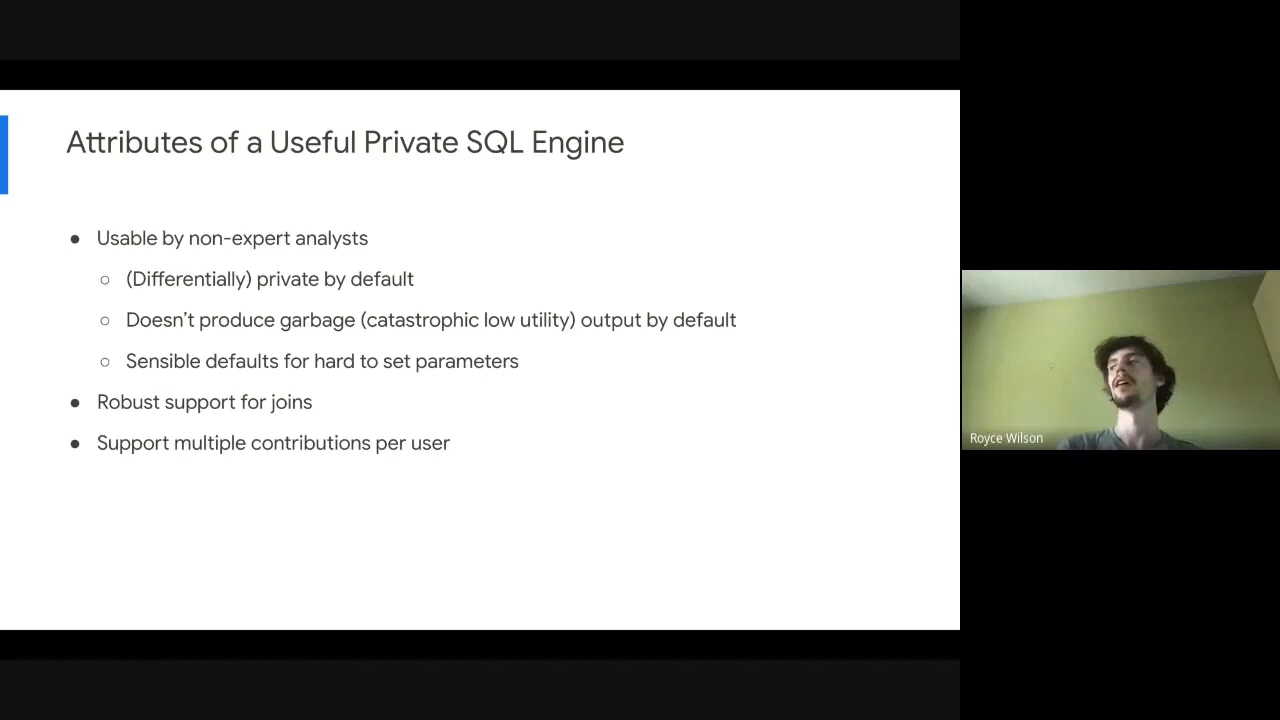 Attributes of a Useful Private SQL Engine
● Usable by non-expert analysts
○ (Differentially) private by default
○ Doesn't produce garbage (catastrophic low utility) output by default
○ Sensible defaults for hard to set parameters
● Robust support for joins
● Support multiple contributions per user
Royce Wilson